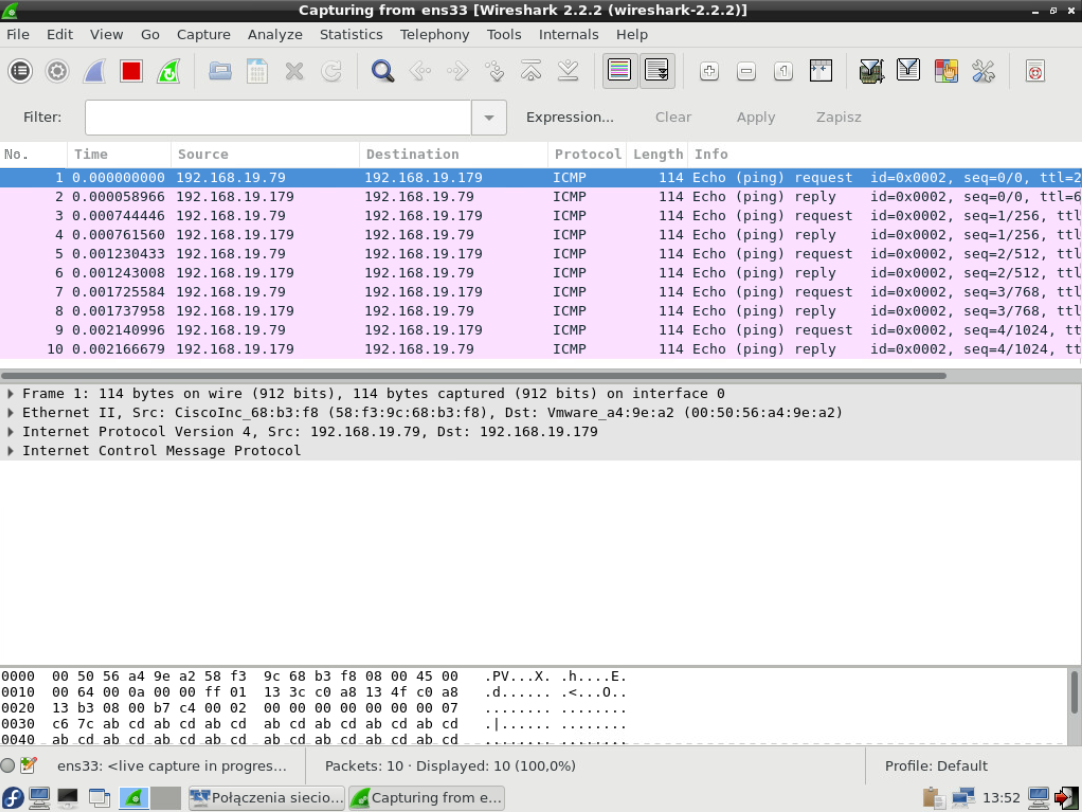 Capturing from ens33 [Wireshark 2.2.2 (wireshark-2.2.2)]
File Edit View Go Capture Analyze Statistics Telephony Tools Internals Help
Filter: Expression... Clear Apply Zapisz
No. Time Source Destination Protocol Length Info
1 0.000000000 192.168.19.79 192.168.19.179 ICMP 114 Echo (ping) request id=0x0002, seq=0/0, ttl=2
2 0.000058966 192.168.19.179 192.168.19.79 ICMP 114 Echo (ping) reply id=0x0002, seq=0/0, ttl=6
3 0.000744446 192.168.19.79 192.168.19.179 ICMP 114 Echo (ping) request id=0x0002, seq=1/256, ttl
4 0.000761560 192.168.19.179 192.168.19.79 ICMP 114 Echo (ping) reply id=0x0002, seq=1/256, ttl
5 0.001230433 192.168.19.79 192.168.19.179 ICMP 114 Echo (ping) request id=0x0002, seq=2/512, ttl
6 0.001243008 192.168.19.179 192.168.19.79 ICMP 114 Echo (ping) reply id=0x0002, seq=2/512, ttl
7 0.001725584 192.168.19.79 192.168.19.179 ICMP 114 Echo (ping) request id=0x0002, seq=3/768, ttl
8 0.001737958 192.168.19.179 192.168.19.79 ICMP 114 Echo (ping) reply id=0x0002, seq=3/768, ttl
9 0.002140996 192.168.19.79 192.168.19.179 ICMP 114 Echo (ping) request id=0x0002, seq=4/1024, tt
10 0.002166679 192.168.19.179 192.168.19.79 ICMP 114 Echo (ping) reply id=0x0002, seq=4/1024, tt
Frame 1: 114 bytes on wire (912 bits), 114 bytes captured (912 bits) on interface 0
Ethernet II, Src: CiscoInc_68:b3:f8 (58:f3:9c:68:b3:f8), Dst: Vmware_a4:9e:a2 (00:50:56:a4:9e:a2)
Internet Protocol Version 4, Src: 192.168.19.79, Dst: 192.168.19.179
Internet Control Message Protocol
0000 00 50 56 a4 9e a2 58 f3 9c 68 b3 f8 08 00 45 00 .PV...X. .h....E.
0010 00 64 00 0a 00 00 ff 01 13 3c c0 a8 13 4f c0 a8 .d...... .<...O..
0020 13 b3 08 00 b7 c4 00 02 00 00 00 00 00 00 00 07 ........ ........
0030 c6 7c ab cd ab cd ab cd ab cd ab cd ab cd ab cd .|...... ........
0040 ab cd ab cd ab cd ab cd ab cd ab cd ab cd ab cd ........ ........
ens33: <live capture in progres... Packets: 10 · Displayed: 10 (100,0%) Profile: Default
Połączenia siecio... Capturing from e... 13:52